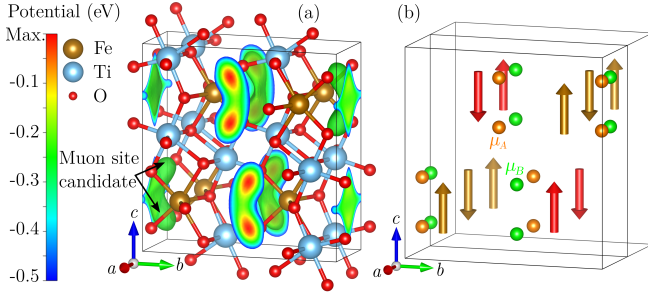 Potential (eV)
Max.
-0.1
-0.2
-0.3
-0.4
-0.5
Fe
Ti
O
Muon site
candidate
(a)
c
a
b
(b)
μA
μB
c
a
b